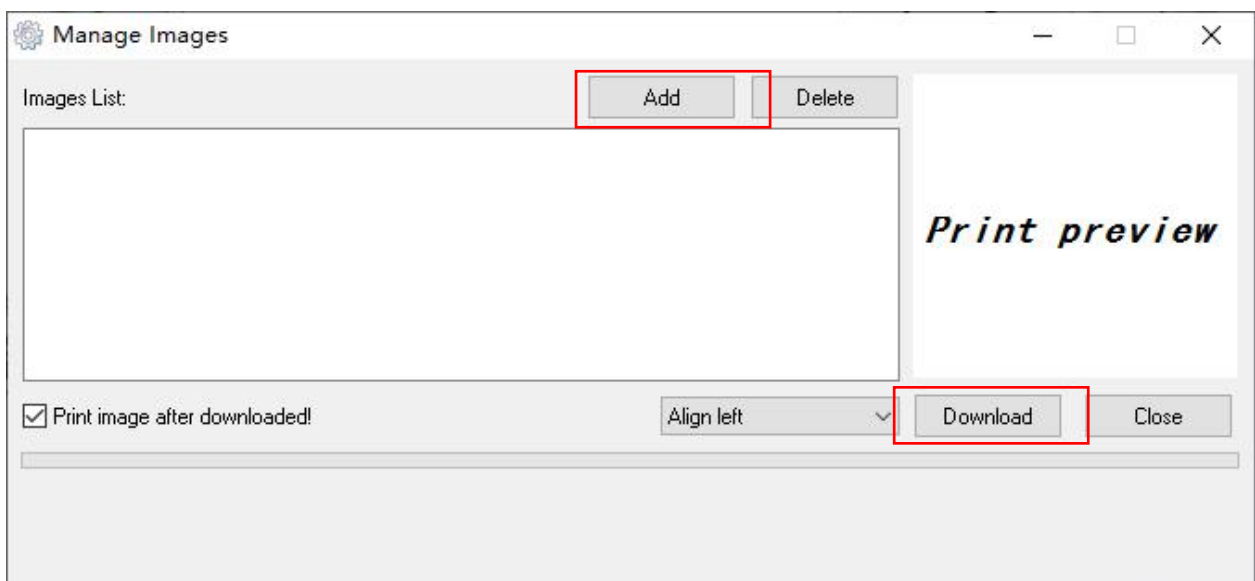 Manage Images
Images List:
Add
Delete
Print preview
Print image after downloaded!
Align left
Download
Close